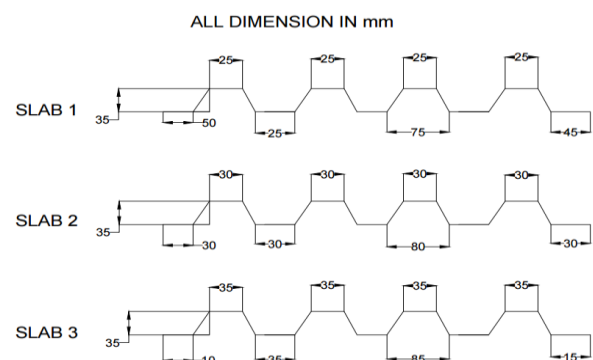 ALL DIMENSION IN mm
25 25 25 25
SLAB 1
35 50 25 75 45
30 30 30 30
SLAB 2
35 30 30 80 30
35 35 35 35
SLAB 3
35 10 35 85 15